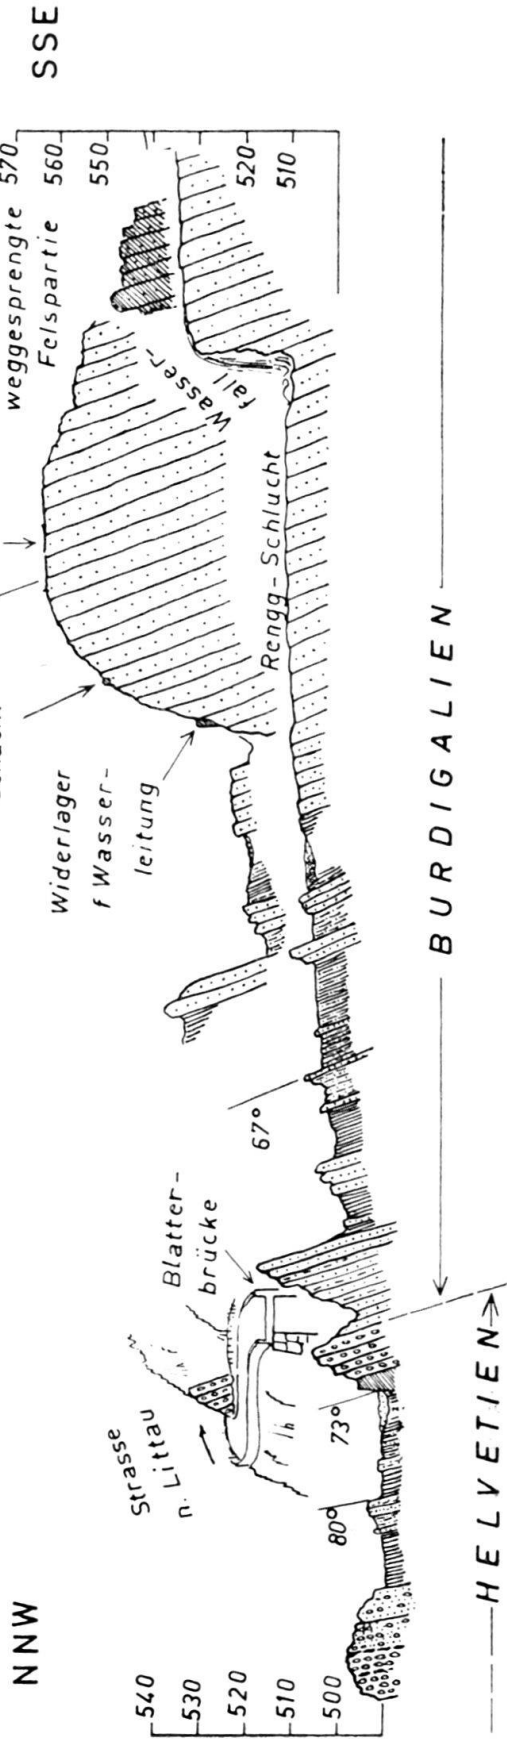 NNW
SSE
540
530
520
510
500
570
560
550
520
510
Strasse
n. Littau
Blatter-
brücke
80°
73°
67°
Widerlager
f Wasser-
leitung
Rengg-Schlucht
Wasser-
fall
weggesprengte
Felspartie
HELVETIEN
BURDIGALIEN